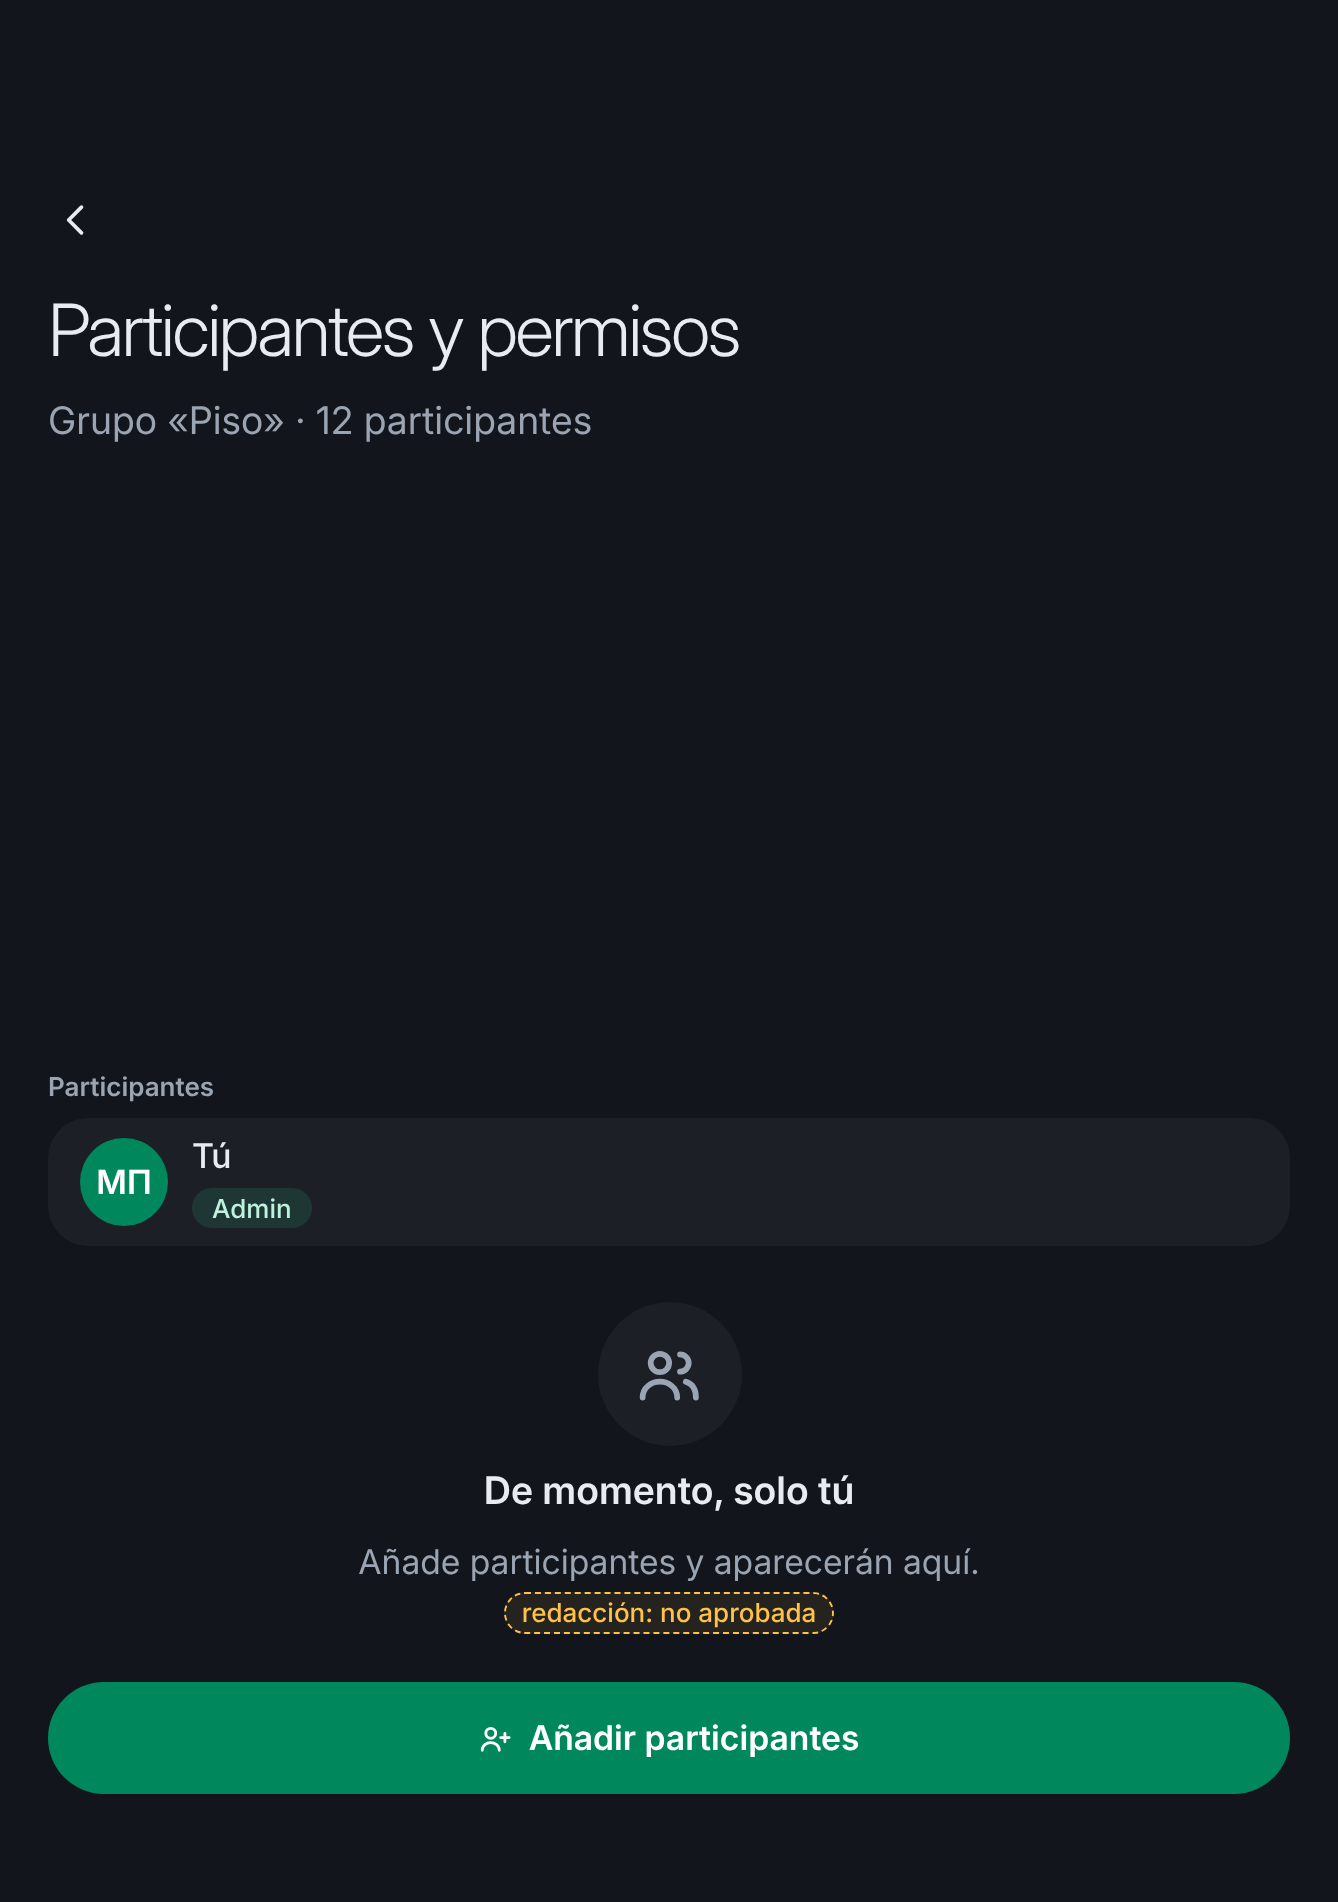 Participantes y permisos
Grupo «Piso» · 12 participantes
Participantes
МП
Tú
Admin
De momento, solo tú
Añade participantes y aparecerán aquí.
redacción: no aprobada
Añadir participantes